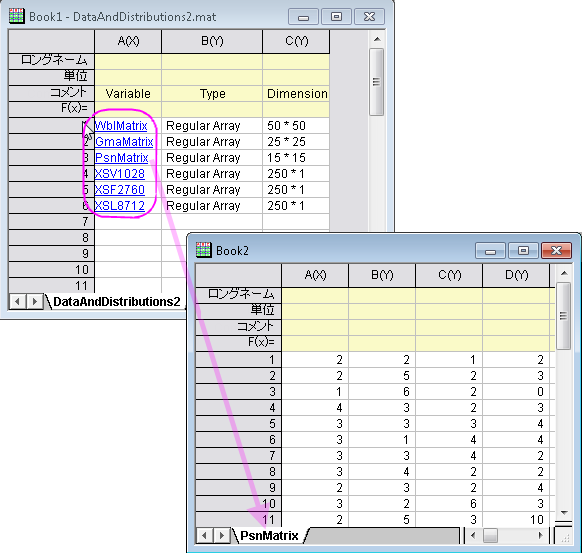 Book1 - DataAndDistributions2.mat
A(X) B(Y) C(Y)
ロングネーム
単位
コメント Variable Type Dimension
F(x)=
1 WblMatrix Regular Array 50 * 50
2 GmaMatrix Regular Array 25 * 25
3 PsnMatrix Regular Array 15 * 15
4 XSV1028 Regular Array 250 * 1
5 XSF2760 Regular Array 250 * 1
6 XSL8712 Regular Array 250 * 1
7
8
9
10
11
DataAndDistributions2
Book2
A(X) B(Y) C(Y) D(Y)
ロングネーム
単位
コメント
F(x)=
1 2 2 1 2
2 2 5 2 3
3 1 6 2 0
4 4 3 2 3
5 3 3 3 4
6 3 1 4 4
7 3 3 4 2
8 3 4 2 2
9 2 3 2 4
10 3 2 6 3
11 2 5 3 10
PsnMatrix